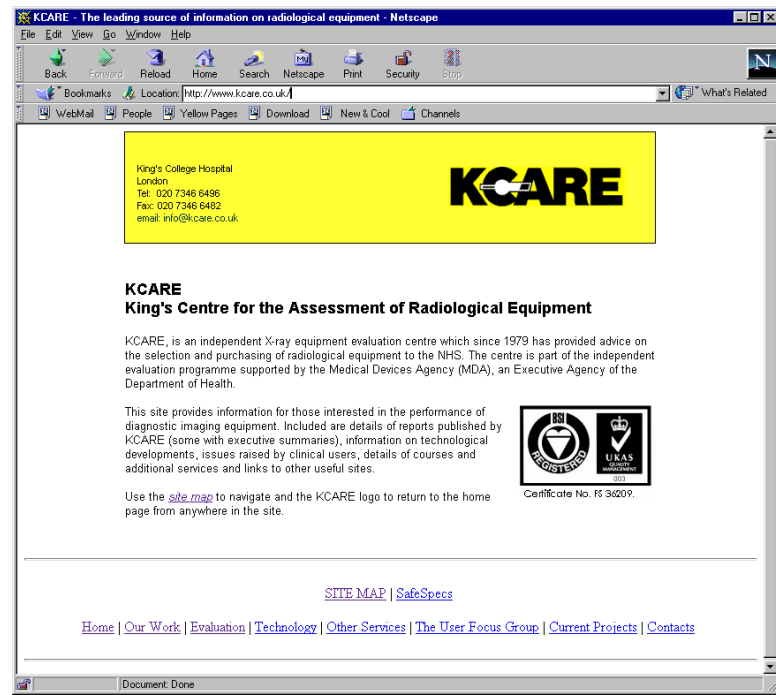 KCARE - The leading source of information on radiological equipment - Netscape
File Edit View Go Window Help
Back Forward Reload Home Search Netscape Print Security Stop
N
Bookmarks Location: http://www.kcare.co.uk/ What's Related
WebMail People Yellow Pages Download New & Cool Channels
King's College Hospital
London
Tel: 020 7346 6496
Fax: 020 7346 6482
email: info@kcare.co.uk
KCARE
KCARE
King's Centre for the Assessment of Radiological Equipment
KCARE, is an independent X-ray equipment evaluation centre which since 1979 has provided advice on
the selection and purchasing of radiological equipment to the NHS. The centre is part of the independent
evaluation programme supported by the Medical Devices Agency (MDA), an Executive Agency of the
Department of Health.
This site provides information for those interested in the performance of
diagnostic imaging equipment. Included are details of reports published by
KCARE (some with executive summaries), information on technological
developments, issues raised by clinical users, details of courses and
additional services and links to other useful sites.
BSI
REGISTERED
UKAS
QUALITY
MANAGEMENT
003
Certificate No. FS 36209.
Use the site map to navigate and the KCARE logo to return to the home
page from anywhere in the site.
SITE MAP | SafeSpecs
Home | Our Work | Evaluation | Technology | Other Services | The User Focus Group | Current Projects | Contacts
Document: Done